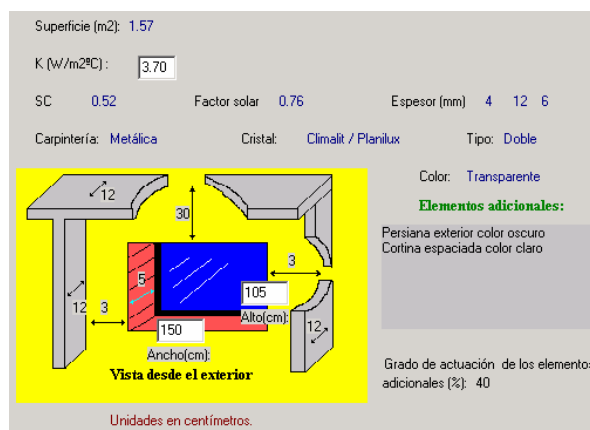 Superficie (m2): 1.57
K (W/m2ºC) : 3.70
SC 0.52 Factor solar 0.76 Espesor (mm) 4 12 6
Carpintería: Metálica Cristal: Climalit / Planilux Tipo: Doble
Color: Transparente
Elementos adicionales:
Persiana exterior color oscuro
Cortina espaciada color claro
12
30
3
5
105
Alto(cm):
12 3
150
12
Ancho(cm):
Vista desde el exterior
Grado de actuación de los elementos
adicionales (%): 40
Unidades en centímetros.